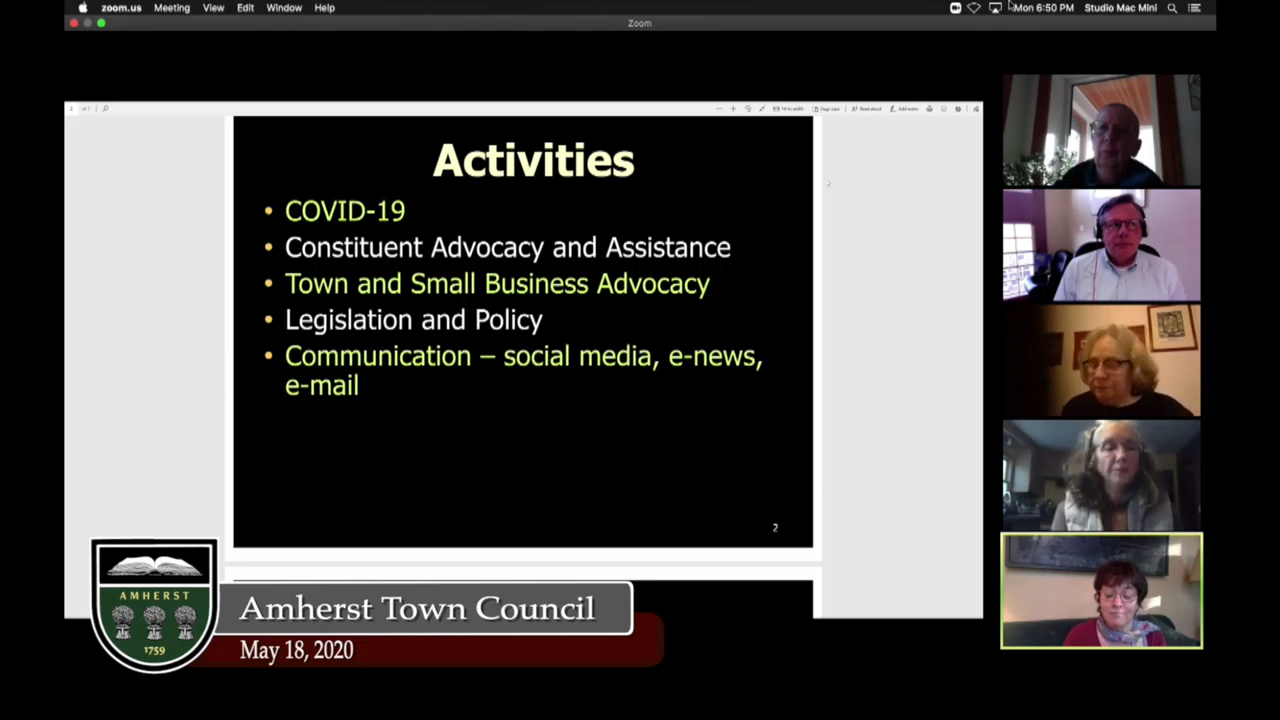 zoom.us Meeting View Edit Window Help
Mon 6:50 PM Studio Mac Mini
Zoom
Activities
• COVID-19
• Constituent Advocacy and Assistance
• Town and Small Business Advocacy
• Legislation and Policy
• Communication – social media, e-news,
e-mail
2
AMHERST
1759
Amherst Town Council
May 18, 2020